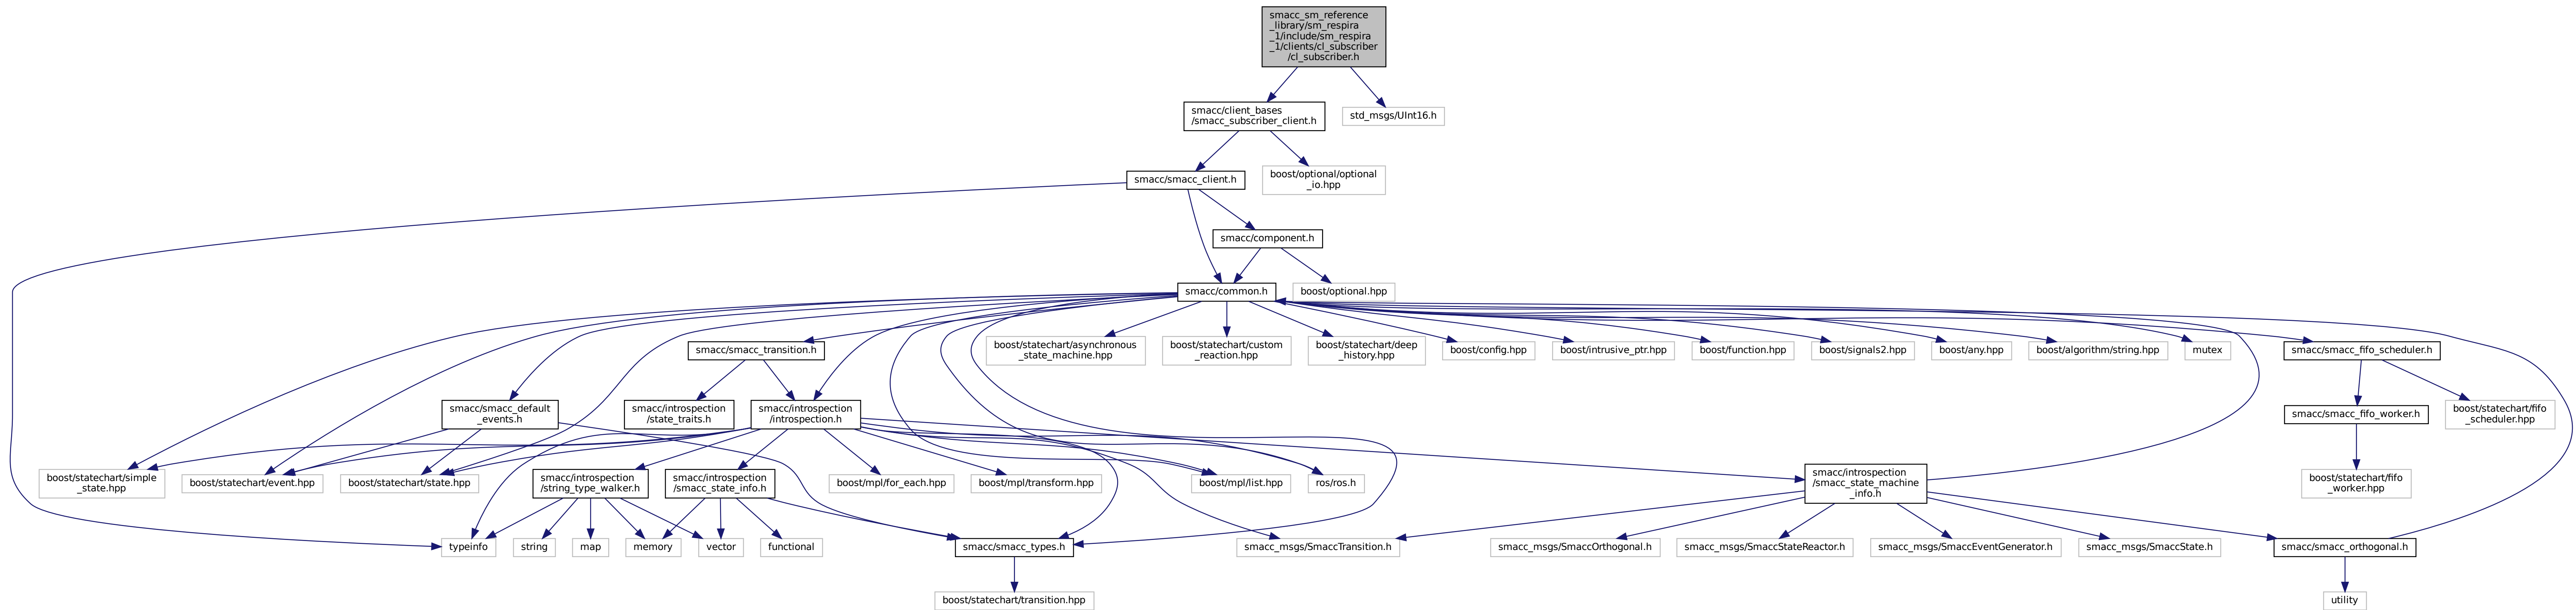 smacc_sm_reference
_library/sm_respira
_1/include/sm_respira
_1/clients/cl_subscriber
/cl_subscriber.h
smacc/client_bases
/smacc_subscriber_client.h
std_msgs/UInt16.h
smacc/smacc_client.h
boost/optional/optional
_io.hpp
smacc/component.h
smacc/common.h
boost/optional.hpp
smacc/smacc_transition.h
boost/statechart/asynchronous
_state_machine.hpp
boost/statechart/custom
_reaction.hpp
boost/statechart/deep
_history.hpp
boost/config.hpp
boost/intrusive_ptr.hpp
boost/function.hpp
boost/signals2.hpp
boost/any.hpp
boost/algorithm/string.hpp
mutex
smacc/smacc_fifo_scheduler.h
smacc/smacc_default
_events.h
smacc/introspection
/state_traits.h
smacc/introspection
/introspection.h
smacc/smacc_fifo_worker.h
boost/statechart/fifo
_scheduler.hpp
boost/statechart/simple
_state.hpp
boost/statechart/event.hpp
boost/statechart/state.hpp
smacc/introspection
/string_type_walker.h
smacc/introspection
/smacc_state_info.h
boost/mpl/for_each.hpp
boost/mpl/transform.hpp
boost/mpl/list.hpp
ros/ros.h
smacc/introspection
/smacc_state_machine
_info.h
boost/statechart/fifo
_worker.hpp
typeinfo
string
map
memory
vector
functional
smacc/smacc_types.h
smacc_msgs/SmaccTransition.h
smacc_msgs/SmaccOrthogonal.h
smacc_msgs/SmaccStateReactor.h
smacc_msgs/SmaccEventGenerator.h
smacc_msgs/SmaccState.h
smacc/smacc_orthogonal.h
boost/statechart/transition.hpp
utility